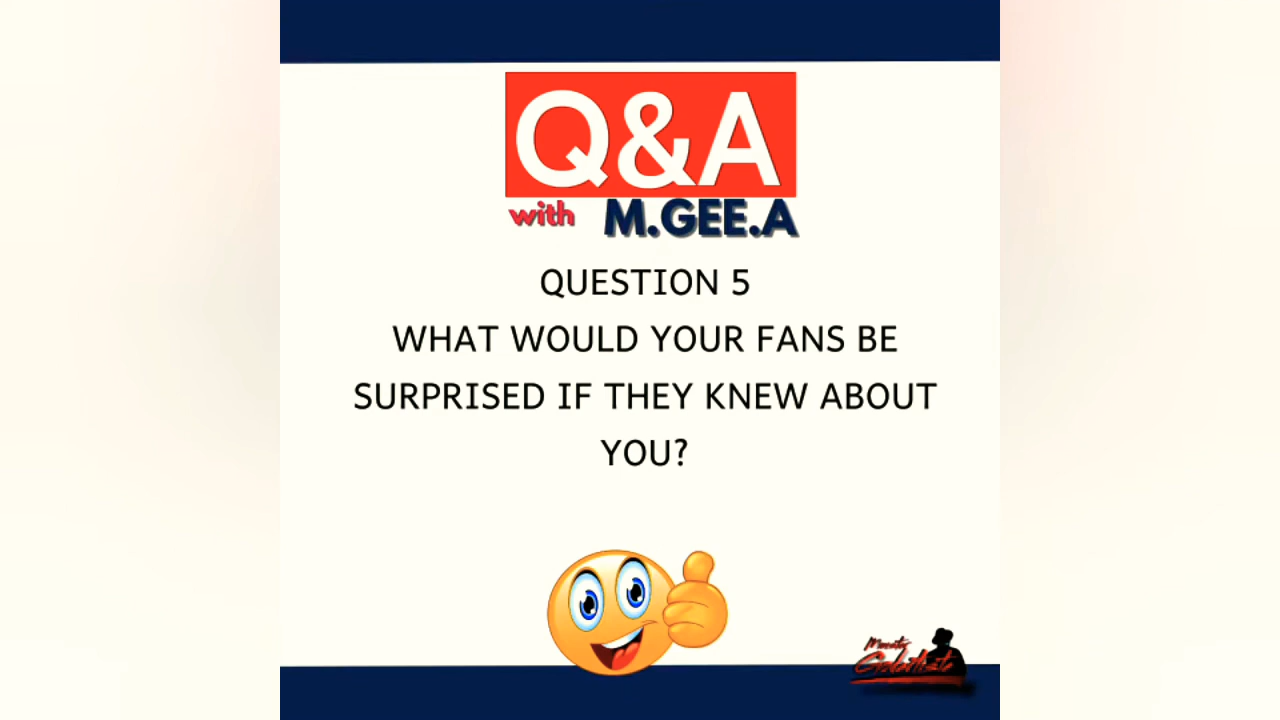 Q&A
with M.GEE.A
QUESTION 5
WHAT WOULD YOUR FANS BE
SURPRISED IF THEY KNEW ABOUT
YOU?